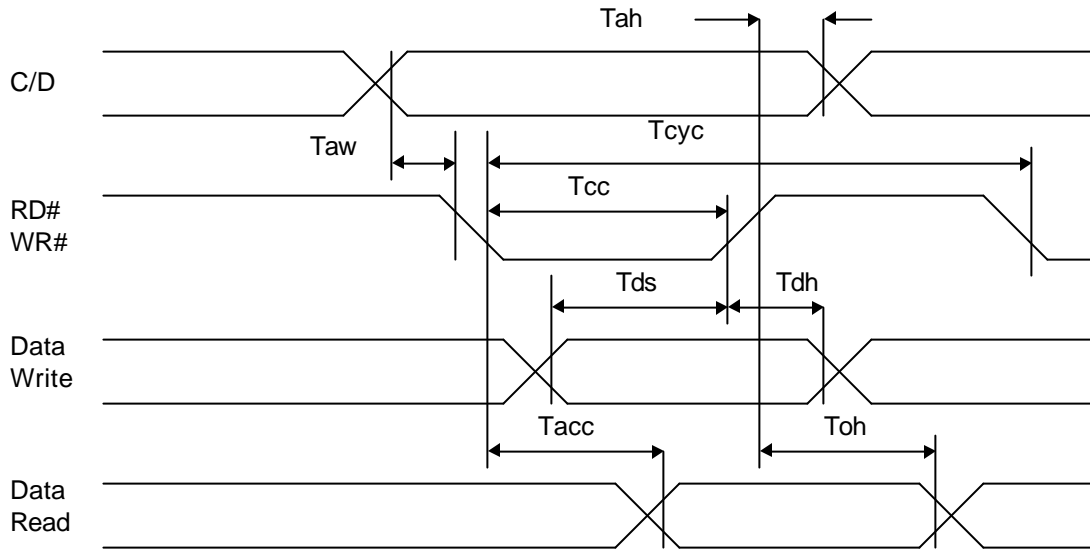 Tah
C/D
Tcyc
Taw
Tcc
RD#
WR#
Tds
Tdh
Data
Write
Tacc
Toh
Data
Read